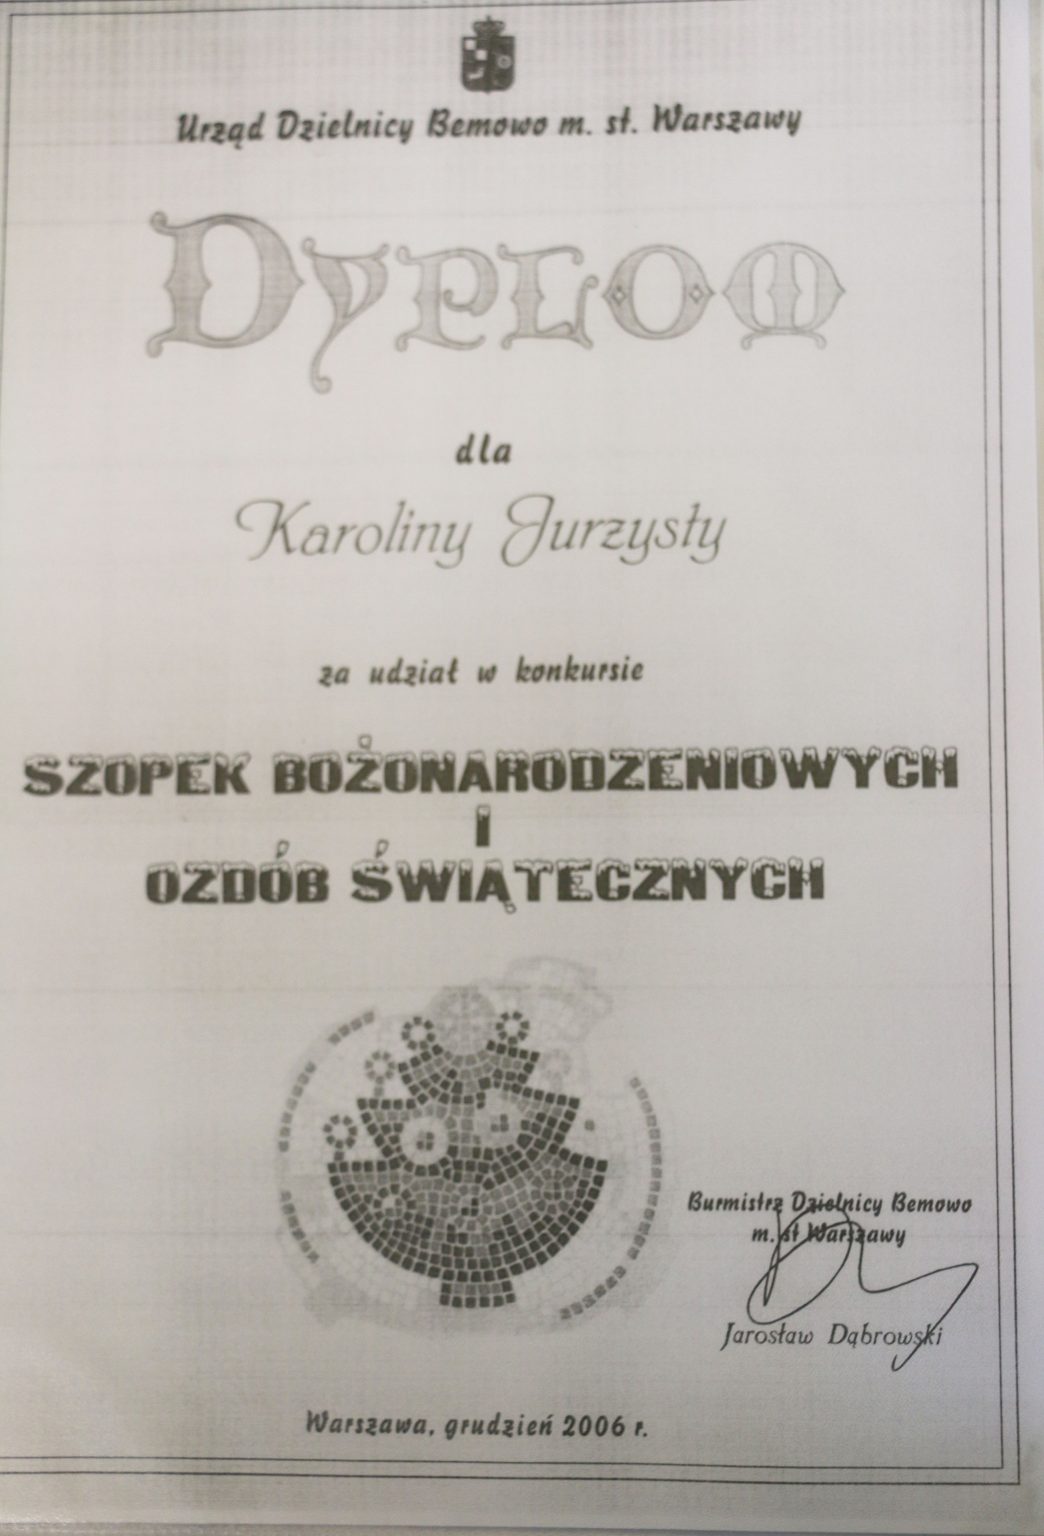 Urząd Dzielnicy Bemowo m. st. Warszawy
DYPLOM
dla
Karoliny Jurzysty
za udział w konkursie
SZOPEK BOŻONARODZENIOWYCH
I
OZDÓB ŚWIĄTECZNYCH
Burmistrz Dzielnicy Bemowo
m. st Warszawy
Jarosław Dąbrowski
Warszawa, grudzień 2006 r.